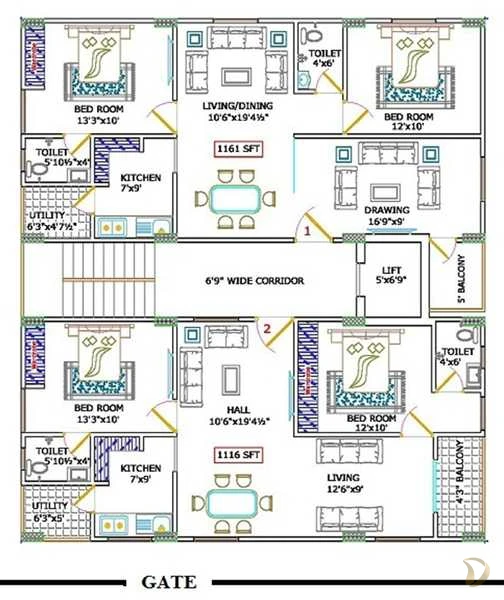 TOILET
4'x6'
BED ROOM
13'3"x10'
LIVING/DINING
10'6"x19'4½"
BED ROOM
12'x10'
TOILET
5'10½"x4'
1161 SFT
KITCHEN
7'x9'
UTILITY
6'3"x4'7½"
DRAWING
16'9"x9'
1
6'9" WIDE CORRIDOR
LIFT
5'x6'9"
5' BALCONY
2
TOILET
4'x6'
BED ROOM
13'3"x10'
HALL
10'6"x19'4½"
BED ROOM
12'x10'
TOILET
5'10½"x4'
1116 SFT
KITCHEN
7'x9'
LIVING
12'6"x9'
4'3" BALCONY
UTILITY
6'3"x5'
GATE